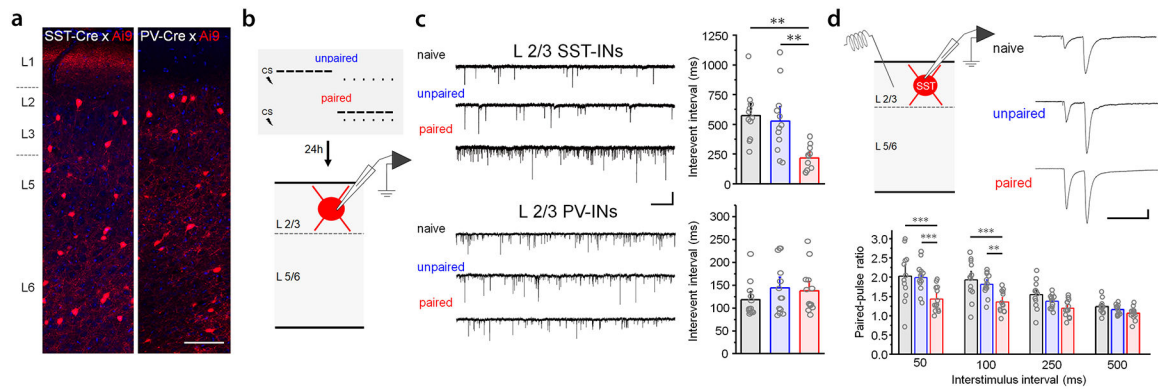 a
SST-Cre x Ai9
PV-Cre x Ai9
L1
L2
L3
L5
L6
b
unpaired
CS
paired
CS
24h
L 2/3
L 5/6
c
L 2/3 SST-INs
naive
unpaired
paired
L 2/3 PV-INs
naive
unpaired
paired
**
**
Interevent interval (ms)
1250
1000
750
500
250
0
Interevent interval (ms)
200
150
100
50
0
d
SST
L 2/3
L 5/6
naive
unpaired
paired
Paired-pulse ratio
3.0
2.5
2.0
1.5
1.0
0.5
0.0
***
***
***
**
50
100
250
500
Interstimulus interval (ms)